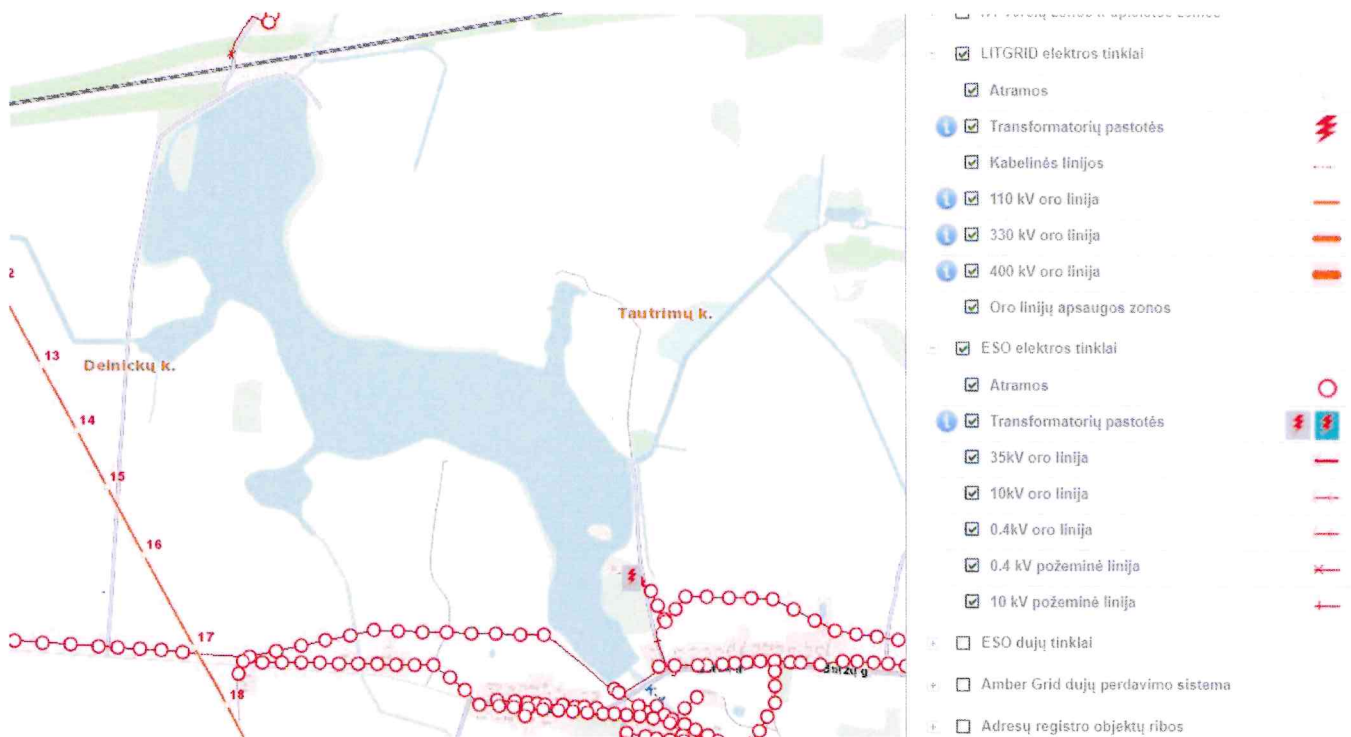 LITGRID elektros tinklai
Atramos
Transformatorių pastotės
Kabelinės linijos
110 kV oro linija
330 kV oro linija
400 kV oro linija
Oro linijų apsaugos zonos
ESO elektros tinklai
Atramos
Transformatorių pastotės
35kV oro linija
10kV oro linija
0.4kV oro linija
0.4 kV požeminė linija
10 kV požeminė linija
ESO dujų tinklai
Amber Grid dujų perdavimo sistema
Adresų registro objektų ribos
2
Tautrimų k.
13
Delnickų k.
14
15
16
17
18